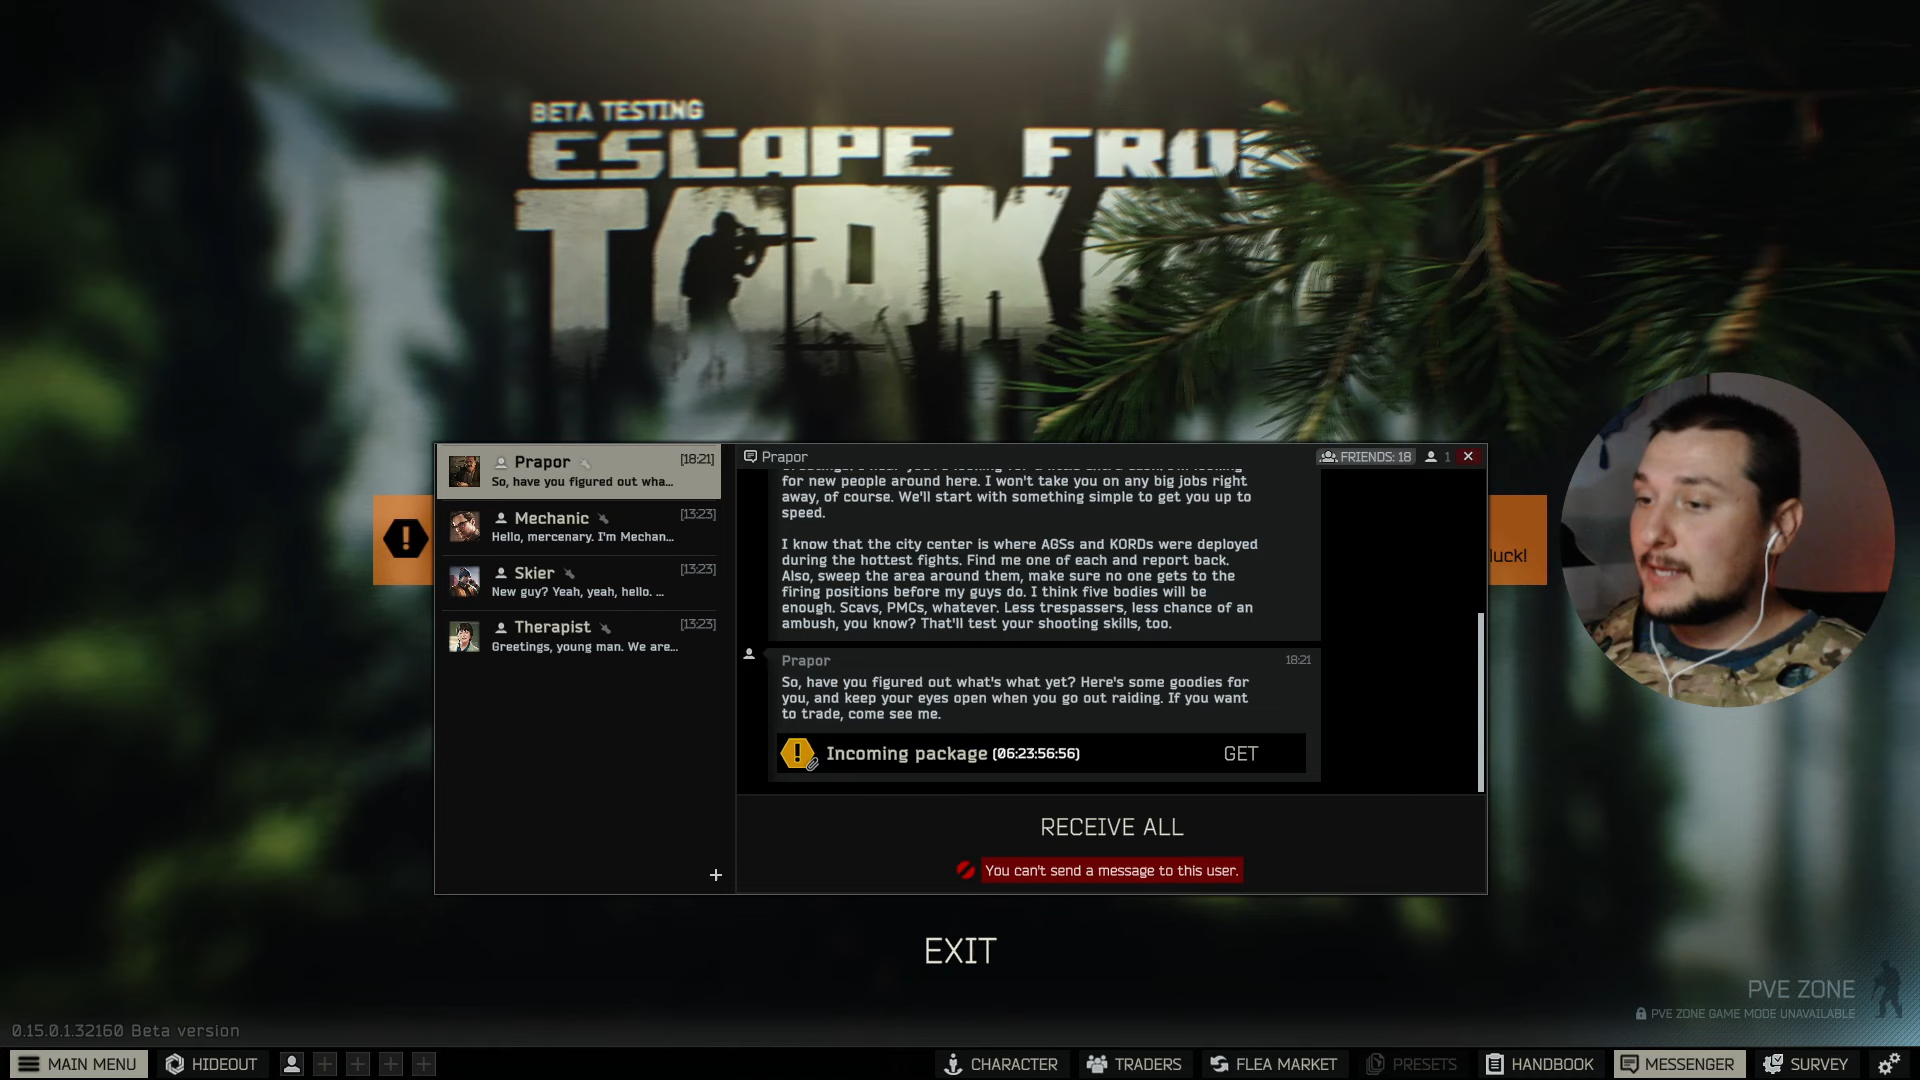 BETA TESTING
ESCAPE FRO
TARK
Prapor [18:21]
So, have you figured out wha...
Mechanic [13:23]
Hello, mercenary. I'm Mechan...
Skier [13:23]
New guy? Yeah, yeah, hello. ...
Therapist [13:23]
Greetings, young man. We are...
+
Prapor
FRIENDS: 18
1
for new people around here. I won't take you on any big jobs right
away, of course. We'll start with something simple to get you up to
speed.
I know that the city center is where AGSs and KORDs were deployed
during the hottest fights. Find me one of each and report back.
Also, sweep the area around them, make sure no one gets to the
firing positions before my guys do. I think five bodies will be
enough. Scavs, PMCs, whatever. Less trespassers, less chance of an
ambush, you know? That'll test your shooting skills, too.
Prapor 18:21
So, have you figured out what's what yet? Here's some goodies for
you, and keep your eyes open when you go out raiding. If you want
to trade, come see me.
Incoming package (06:23:56:56) GET
RECEIVE ALL
You can't send a message to this user.
luck!
EXIT
PVE ZONE
PVE ZONE GAME MODE UNAVAILABLE
0.15.0.1.32160 Beta version
MAIN MENU
HIDEOUT
CHARACTER
TRADERS
FLEA MARKET
PRESETS
HANDBOOK
MESSENGER
SURVEY